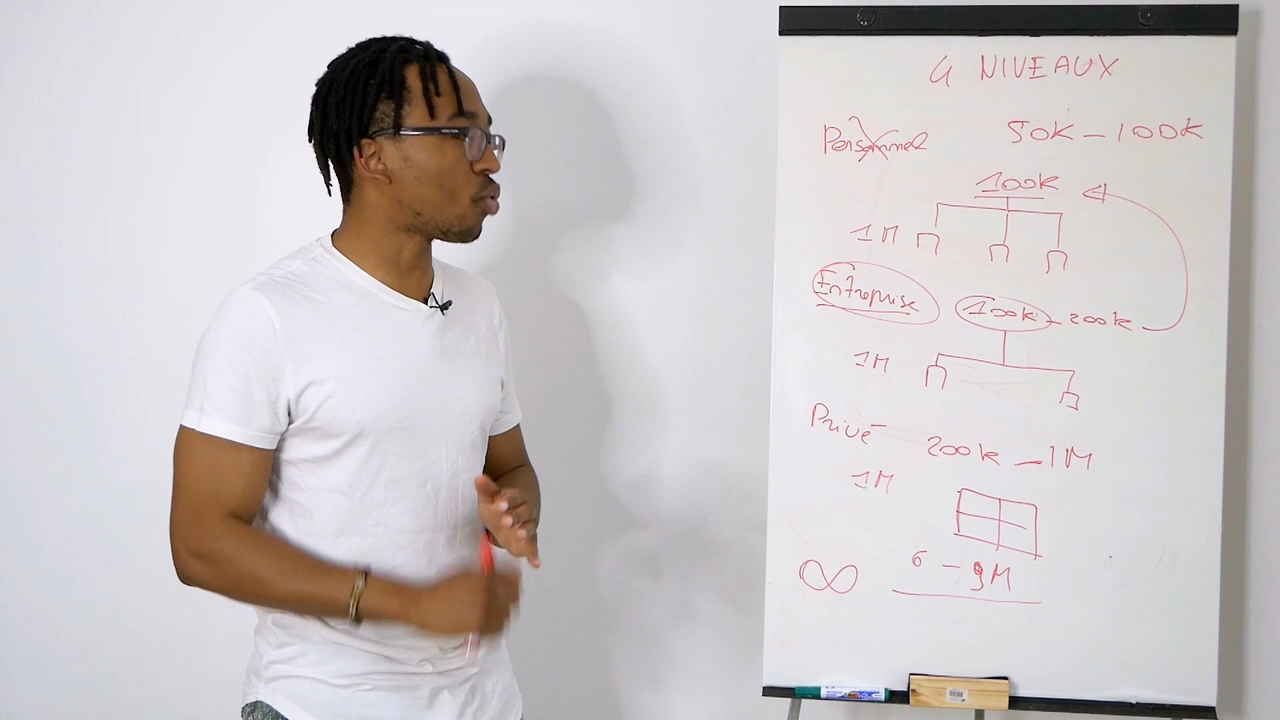 4 NIVEAUX
Personnel 50K - 100K
100K
1M
Entreprise 100K - 200K
1M
Privé 200K - 1M
1M
6 - 9M
∞